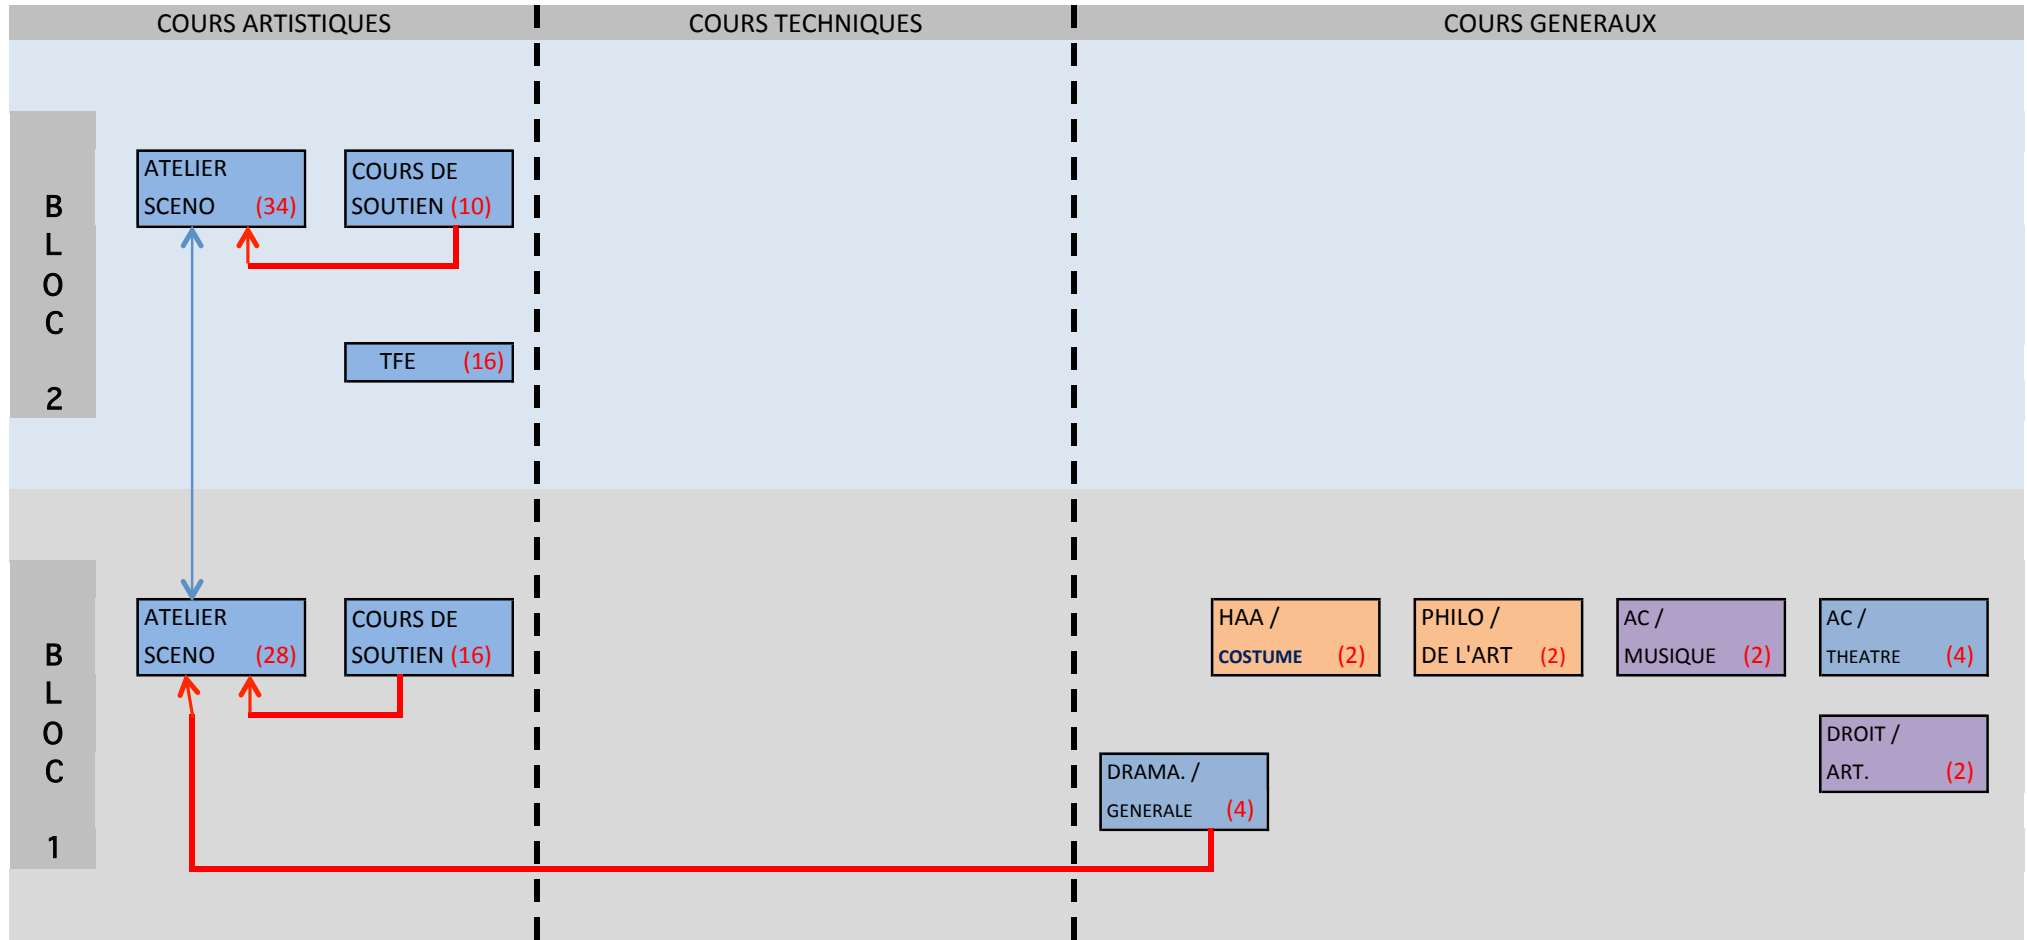 COURS ARTISTIQUES
COURS TECHNIQUES
COURS GENERAUX
B
L
O
C
2
ATELIER
SCENO (34)
COURS DE
SOUTIEN (10)
TFE (16)
B
L
O
C
1
ATELIER
SCENO (28)
COURS DE
SOUTIEN (16)
HAA /
COSTUME (2)
PHILO /
DE L'ART (2)
AC /
MUSIQUE (2)
AC /
THEATRE (4)
DROIT /
ART. (2)
DRAMA. /
GENERALE (4)